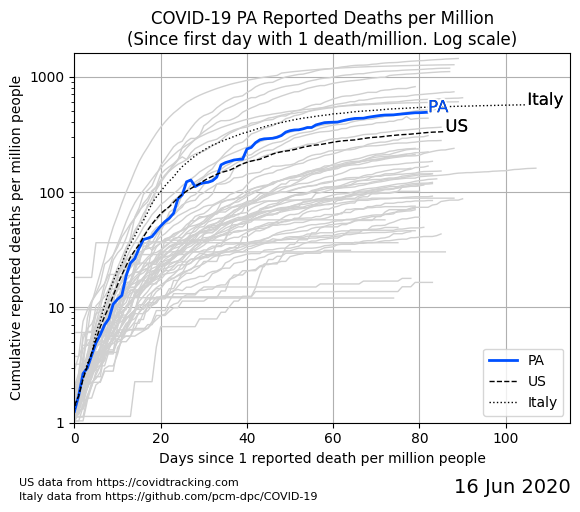 COVID-19 PA Reported Deaths per Million
(Since first day with 1 death/million. Log scale)
Cumulative reported deaths per million people
1000
100
10
1
PA
US
Italy
PA
US
Italy
0 20 40 60 80 100
Days since 1 reported death per million people
US data from https://covidtracking.com
Italy data from https://github.com/pcm-dpc/COVID-19
16 Jun 2020